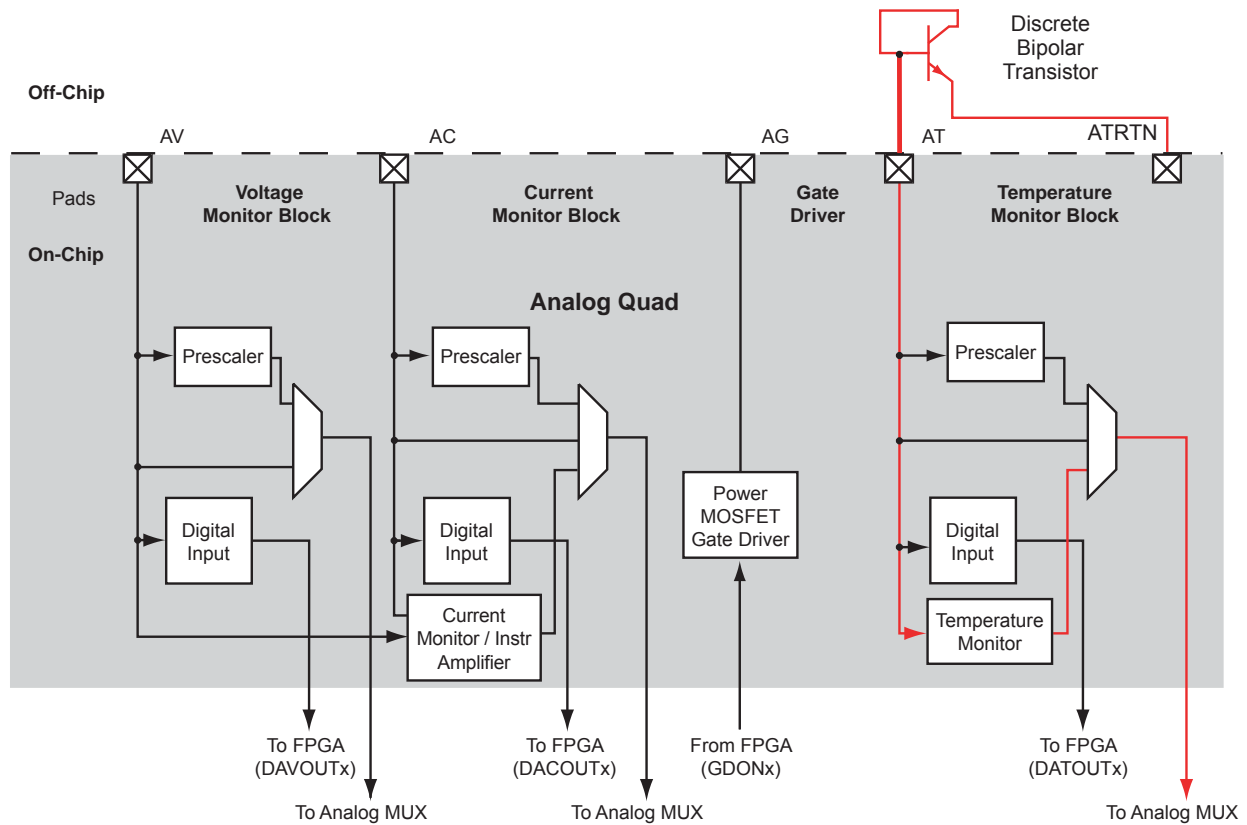 Discrete
Bipolar
Transistor
Off-Chip
AV
AC
AG
AT
ATRTN
Pads
Voltage
Monitor Block
Current
Monitor Block
Gate
Driver
Temperature
Monitor Block
On-Chip
Analog Quad
Prescaler
Prescaler
Prescaler
Digital
Input
Digital
Input
Power
MOSFET
Gate Driver
Digital
Input
Current
Monitor / Instr
Amplifier
Temperature
Monitor
To FPGA
(DAVOUTx)
To FPGA
(DACOUTx)
From FPGA
(GDONx)
To FPGA
(DATOUTx)
To Analog MUX
To Analog MUX
To Analog MUX